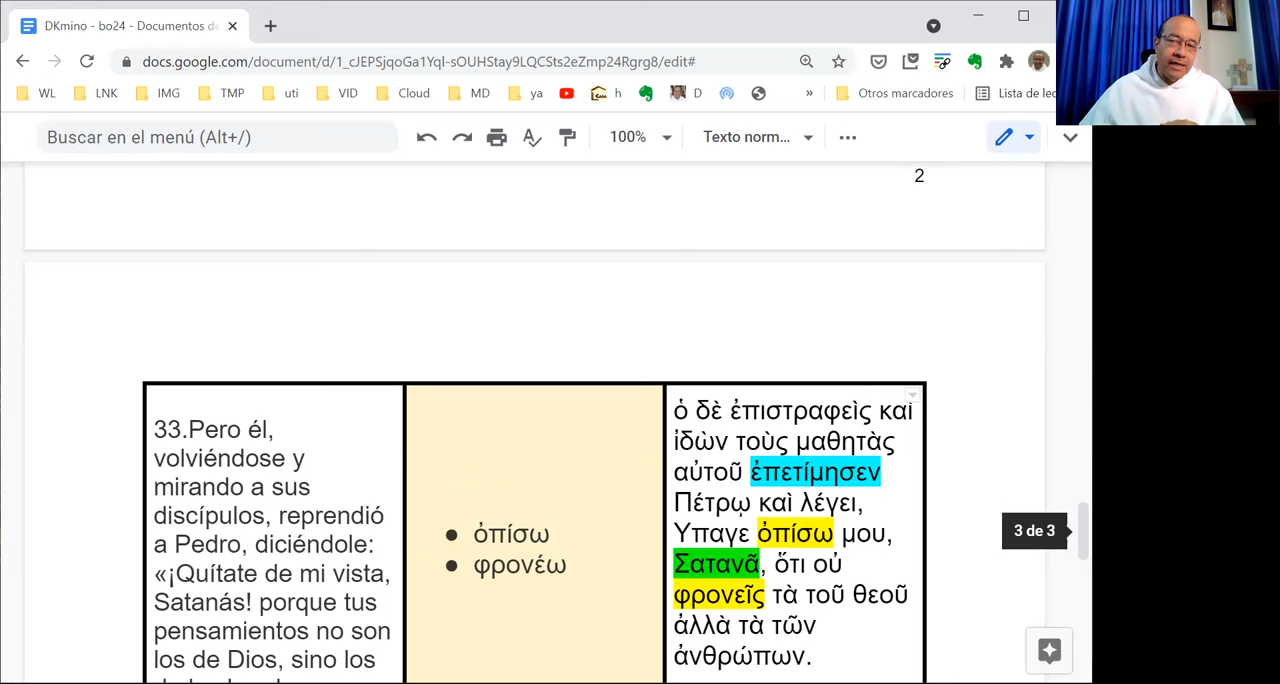 DKmino - bo24 - Documentos de
docs.google.com/document/d/1_cJEPSjqoGa1YqI-sOUHStay9LQCSts2eZmp24Rgrg8/edit#
WL LNK IMG TMP uti VID Cloud MD ya h D » Otros marcadores Lista de lec
Buscar en el menú (Alt+/) 100% Texto norm...
2
33.Pero él,
volviéndose y
mirando a sus
discípulos, reprendió
a Pedro, diciéndole:
«¡Quítate de mi vista,
Satanás! porque tus
pensamientos no son
los de Dios, sino los
● ὀπίσω
● φρονέω
ὁ δὲ ἐπιστραφεὶς καὶ
ἰδὼν τοὺς μαθητὰς
αὐτοῦ ἐπετίμησεν
Πέτρῳ καὶ λέγει,
Υπαγε ὀπίσω μου,
Σατανᾶ, ὅτι οὐ
φρονεῖς τὰ τοῦ θεοῦ
ἀλλὰ τὰ τῶν
ἀνθρώπων.
3 de 3